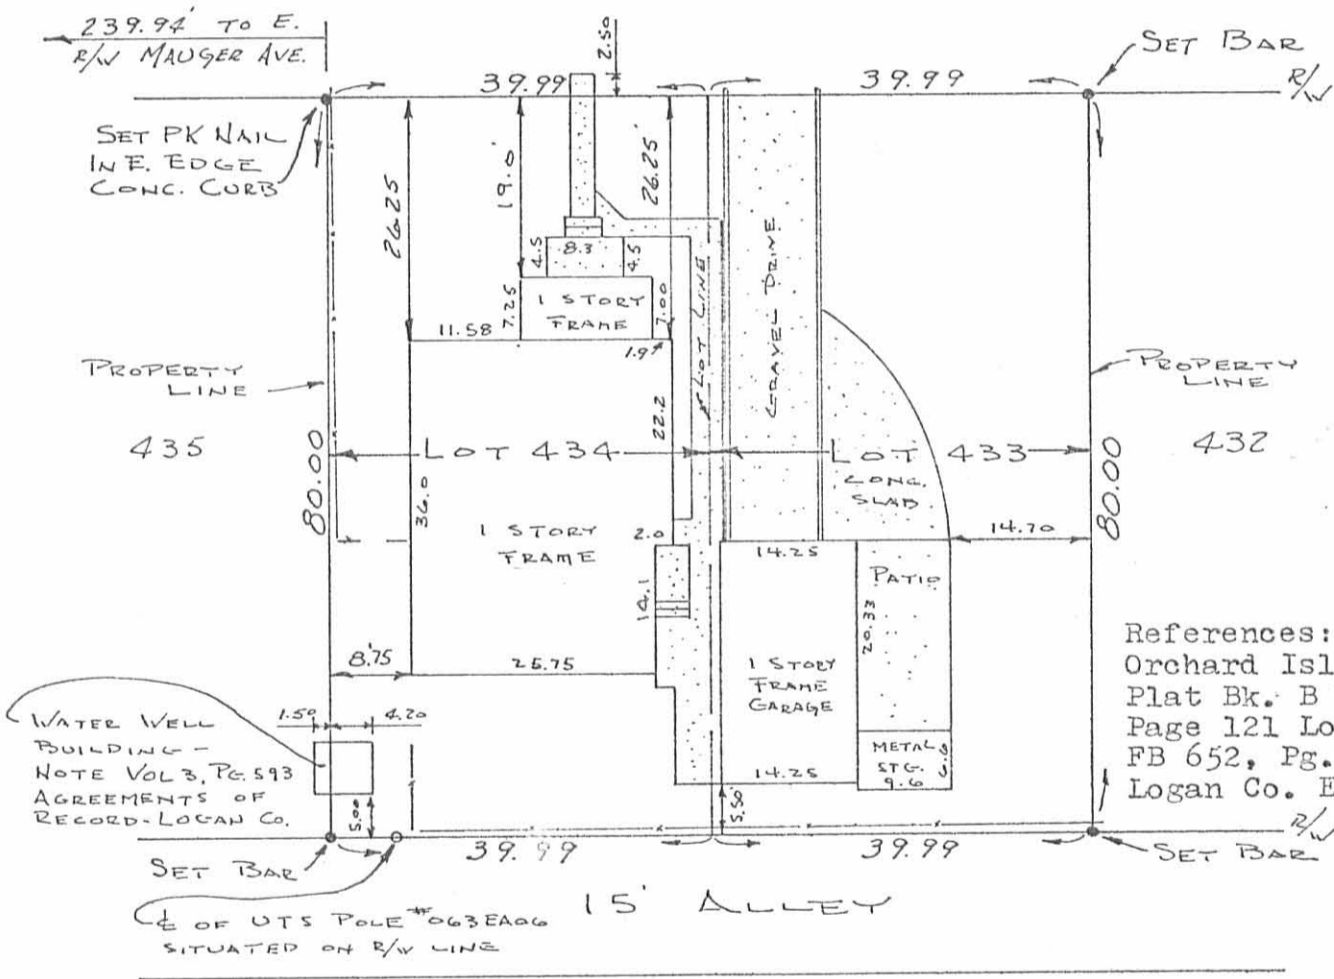 239.94' TO E.
R/W MAUGER AVE.
2.50
SET BAR
R/W
39.99
39.99
SET PK NAIL
IN E. EDGE
CONC. CURB
26.25
19.0'
26.25'
4.5
8.3
4.5
LOT LINE
GRAVEL DRIVE
7.25
1 STORY
FRAME
7.00
11.58
1.9
PROPERTY
LINE
PROPERTY
LINE
22.2
435
80.00
LOT 434
LOT 433
80.00
432
CONC.
SLAB
36.0
1 STORY
FRAME
2.0
14.25
14.70
PATIO
14.1
20.33
8.75
25.75
1 STORY
FRAME
GARAGE
References:
Orchard Isl
Plat Bk. B
Page 121 Lo
FB 652, Pg.
Logan Co. E
WATER WELL
BUILDING -
NOTE VOL 3, PG. 593
AGREEMENTS OF
RECORD - LOGAN CO.
1.50
4.20
5.00
METAL
STG.
9.6
6.6
14.25
5.50
R/W
SET BAR
39.99
39.99
SET BAR
15' ALLEY
℄ OF UTS POLE #063EA06
SITUATED ON R/W LINE